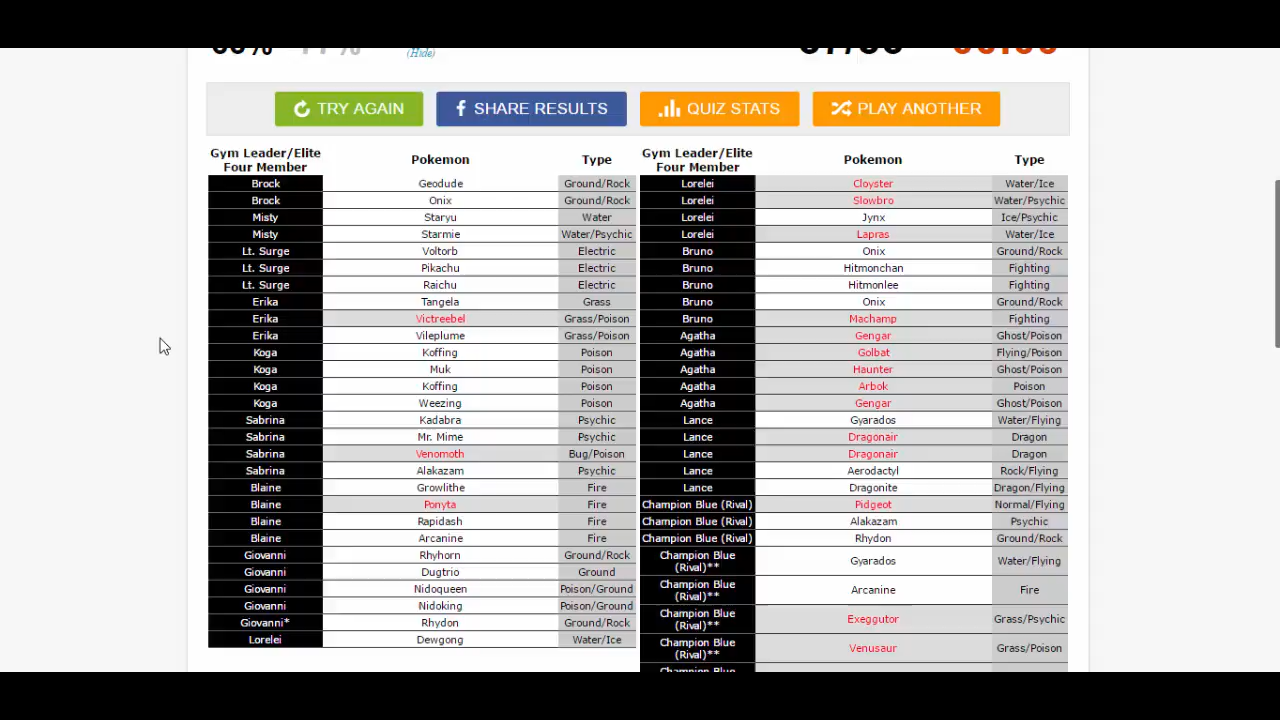 (Hide)
TRY AGAIN
SHARE RESULTS
QUIZ STATS
PLAY ANOTHER
Gym Leader/Elite Four Member Pokemon Type
Brock Geodude Ground/Rock
Brock Onix Ground/Rock
Misty Staryu Water
Misty Starmie Water/Psychic
Lt. Surge Voltorb Electric
Lt. Surge Pikachu Electric
Lt. Surge Raichu Electric
Erika Tangela Grass
Erika Victreebel Grass/Poison
Erika Vileplume Grass/Poison
Koga Koffing Poison
Koga Muk Poison
Koga Koffing Poison
Koga Weezing Poison
Sabrina Kadabra Psychic
Sabrina Mr. Mime Psychic
Sabrina Venomoth Bug/Poison
Sabrina Alakazam Psychic
Blaine Growlithe Fire
Blaine Ponyta Fire
Blaine Rapidash Fire
Blaine Arcanine Fire
Giovanni Rhyhorn Ground/Rock
Giovanni Dugtrio Ground
Giovanni Nidoqueen Poison/Ground
Giovanni Nidoking Poison/Ground
Giovanni* Rhydon Ground/Rock
Lorelei Dewgong Water/Ice
Gym Leader/Elite Four Member Pokemon Type
Lorelei Cloyster Water/Ice
Lorelei Slowbro Water/Psychic
Lorelei Jynx Ice/Psychic
Lorelei Lapras Water/Ice
Bruno Onix Ground/Rock
Bruno Hitmonchan Fighting
Bruno Hitmonlee Fighting
Bruno Onix Ground/Rock
Bruno Machamp Fighting
Agatha Gengar Ghost/Poison
Agatha Golbat Flying/Poison
Agatha Haunter Ghost/Poison
Agatha Arbok Poison
Agatha Gengar Ghost/Poison
Lance Gyarados Water/Flying
Lance Dragonair Dragon
Lance Dragonair Dragon
Lance Aerodactyl Rock/Flying
Lance Dragonite Dragon/Flying
Champion Blue (Rival) Pidgeot Normal/Flying
Champion Blue (Rival) Alakazam Psychic
Champion Blue (Rival) Rhydon Ground/Rock
Champion Blue (Rival)** Gyarados Water/Flying
Champion Blue (Rival)** Arcanine Fire
Champion Blue (Rival)** Exeggutor Grass/Psychic
Champion Blue (Rival)** Venusaur Grass/Poison